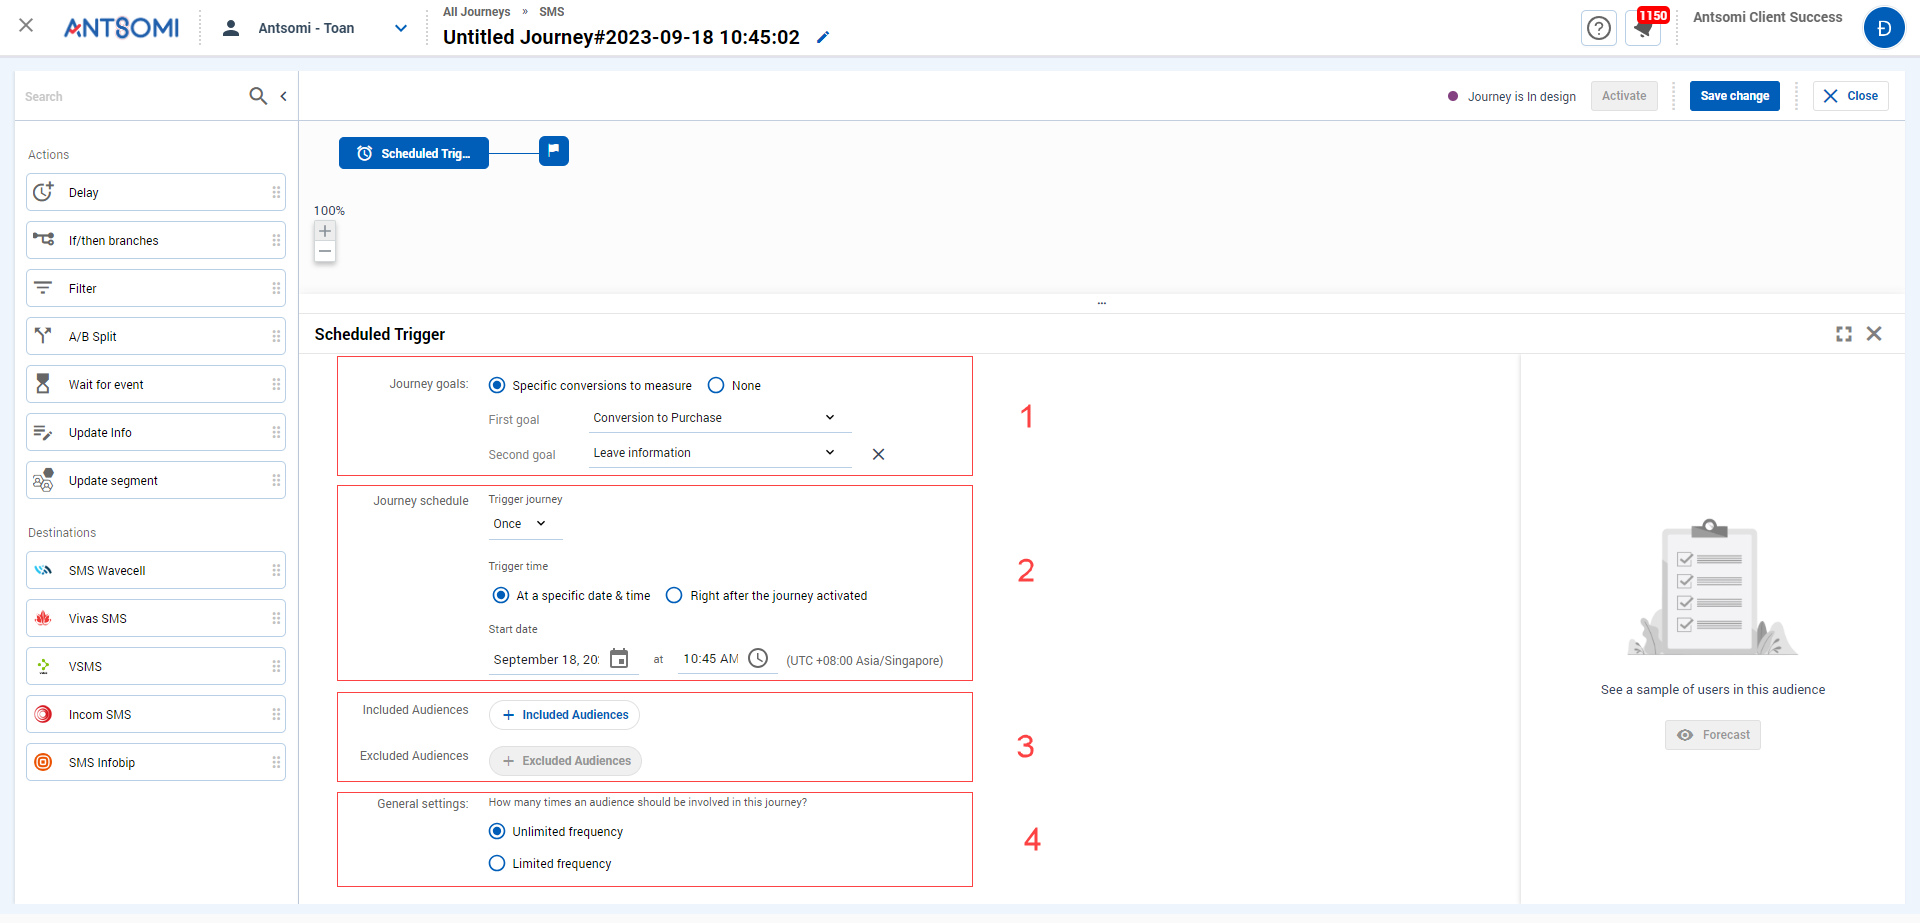 ANTSOMI
Antsomi - Toan
All Journeys » SMS
Untitled Journey#2023-09-18 10:45:02
1150
Antsomi Client Success
Đ
Search
Journey is In design
Activate
Save change
Close
Actions
Delay
If/then branches
Filter
A/B Split
Wait for event
Update Info
Update segment
Destinations
SMS Wavecell
Vivas SMS
VSMS
Incom SMS
SMS Infobip
Scheduled Trig...
100%
...
Scheduled Trigger
Journey goals: Specific conversions to measure None
First goal Conversion to Purchase
Second goal Leave information
1
Journey schedule Trigger journey
Once
Trigger time
At a specific date & time Right after the journey activated
Start date
September 18, 20 at 10:45 AM (UTC +08:00 Asia/Singapore)
2
Included Audiences + Included Audiences
Excluded Audiences + Excluded Audiences
3
General settings: How many times an audience should be involved in this journey?
Unlimited frequency
Limited frequency
4
See a sample of users in this audience
Forecast